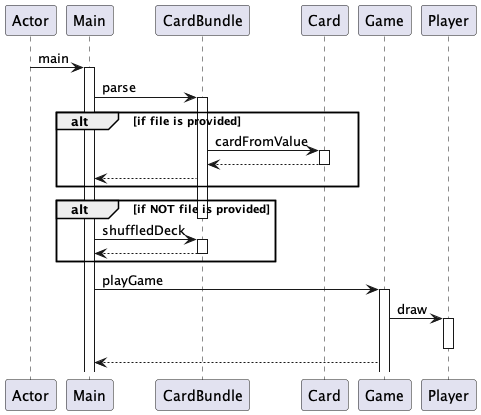 Actor Main CardBundle Card Game Player
main
parse
alt [if file is provided]
cardFromValue
alt [if NOT file is provided]
shuffledDeck
playGame
draw
Actor Main CardBundle Card Game Player